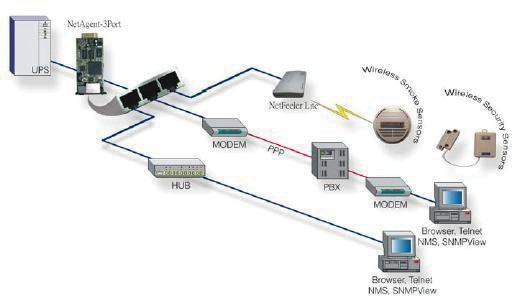 NetAgent-3Port
UPS
NetFeeler Lite
Wireless Smoke Sensors
Wireless Security Sensors
MODEM
PPP
HUB
PBX
MODEM
Browser, Telnet
NMS, SNMPView
Browser, Telnet
NMS, SNMPView